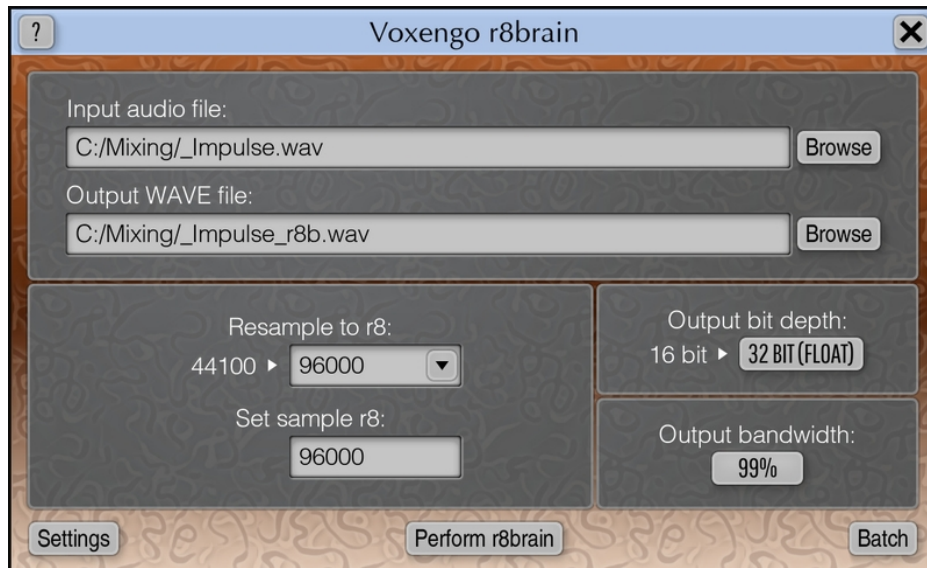 ? Voxengo r8brain
Input audio file:
C:/Mixing/_Impulse.wav Browse
Output WAVE file:
C:/Mixing/_Impulse_r8b.wav Browse
Resample to r8:
44100 ▸ 96000
Set sample r8:
96000
Output bit depth:
16 bit ▸ 32 BIT (FLOAT)
Output bandwidth:
99%
Settings Perform r8brain Batch